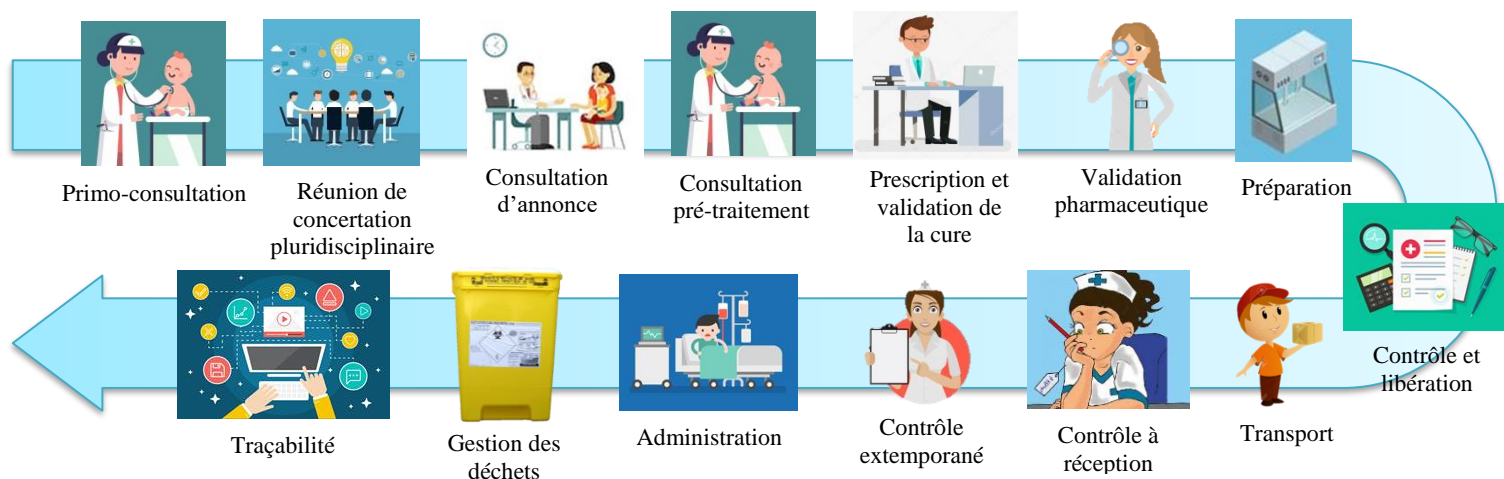 Primo-consultation
Réunion de
concertation
pluridisciplinaire
Consultation
d’annonce
Consultation
pré-traitement
Prescription et
validation de
la cure
Validation
pharmaceutique
Préparation
Contrôle et
libération
Transport
Contrôle à
réception
Contrôle
extemporané
Administration
Gestion des
déchets
Traçabilité